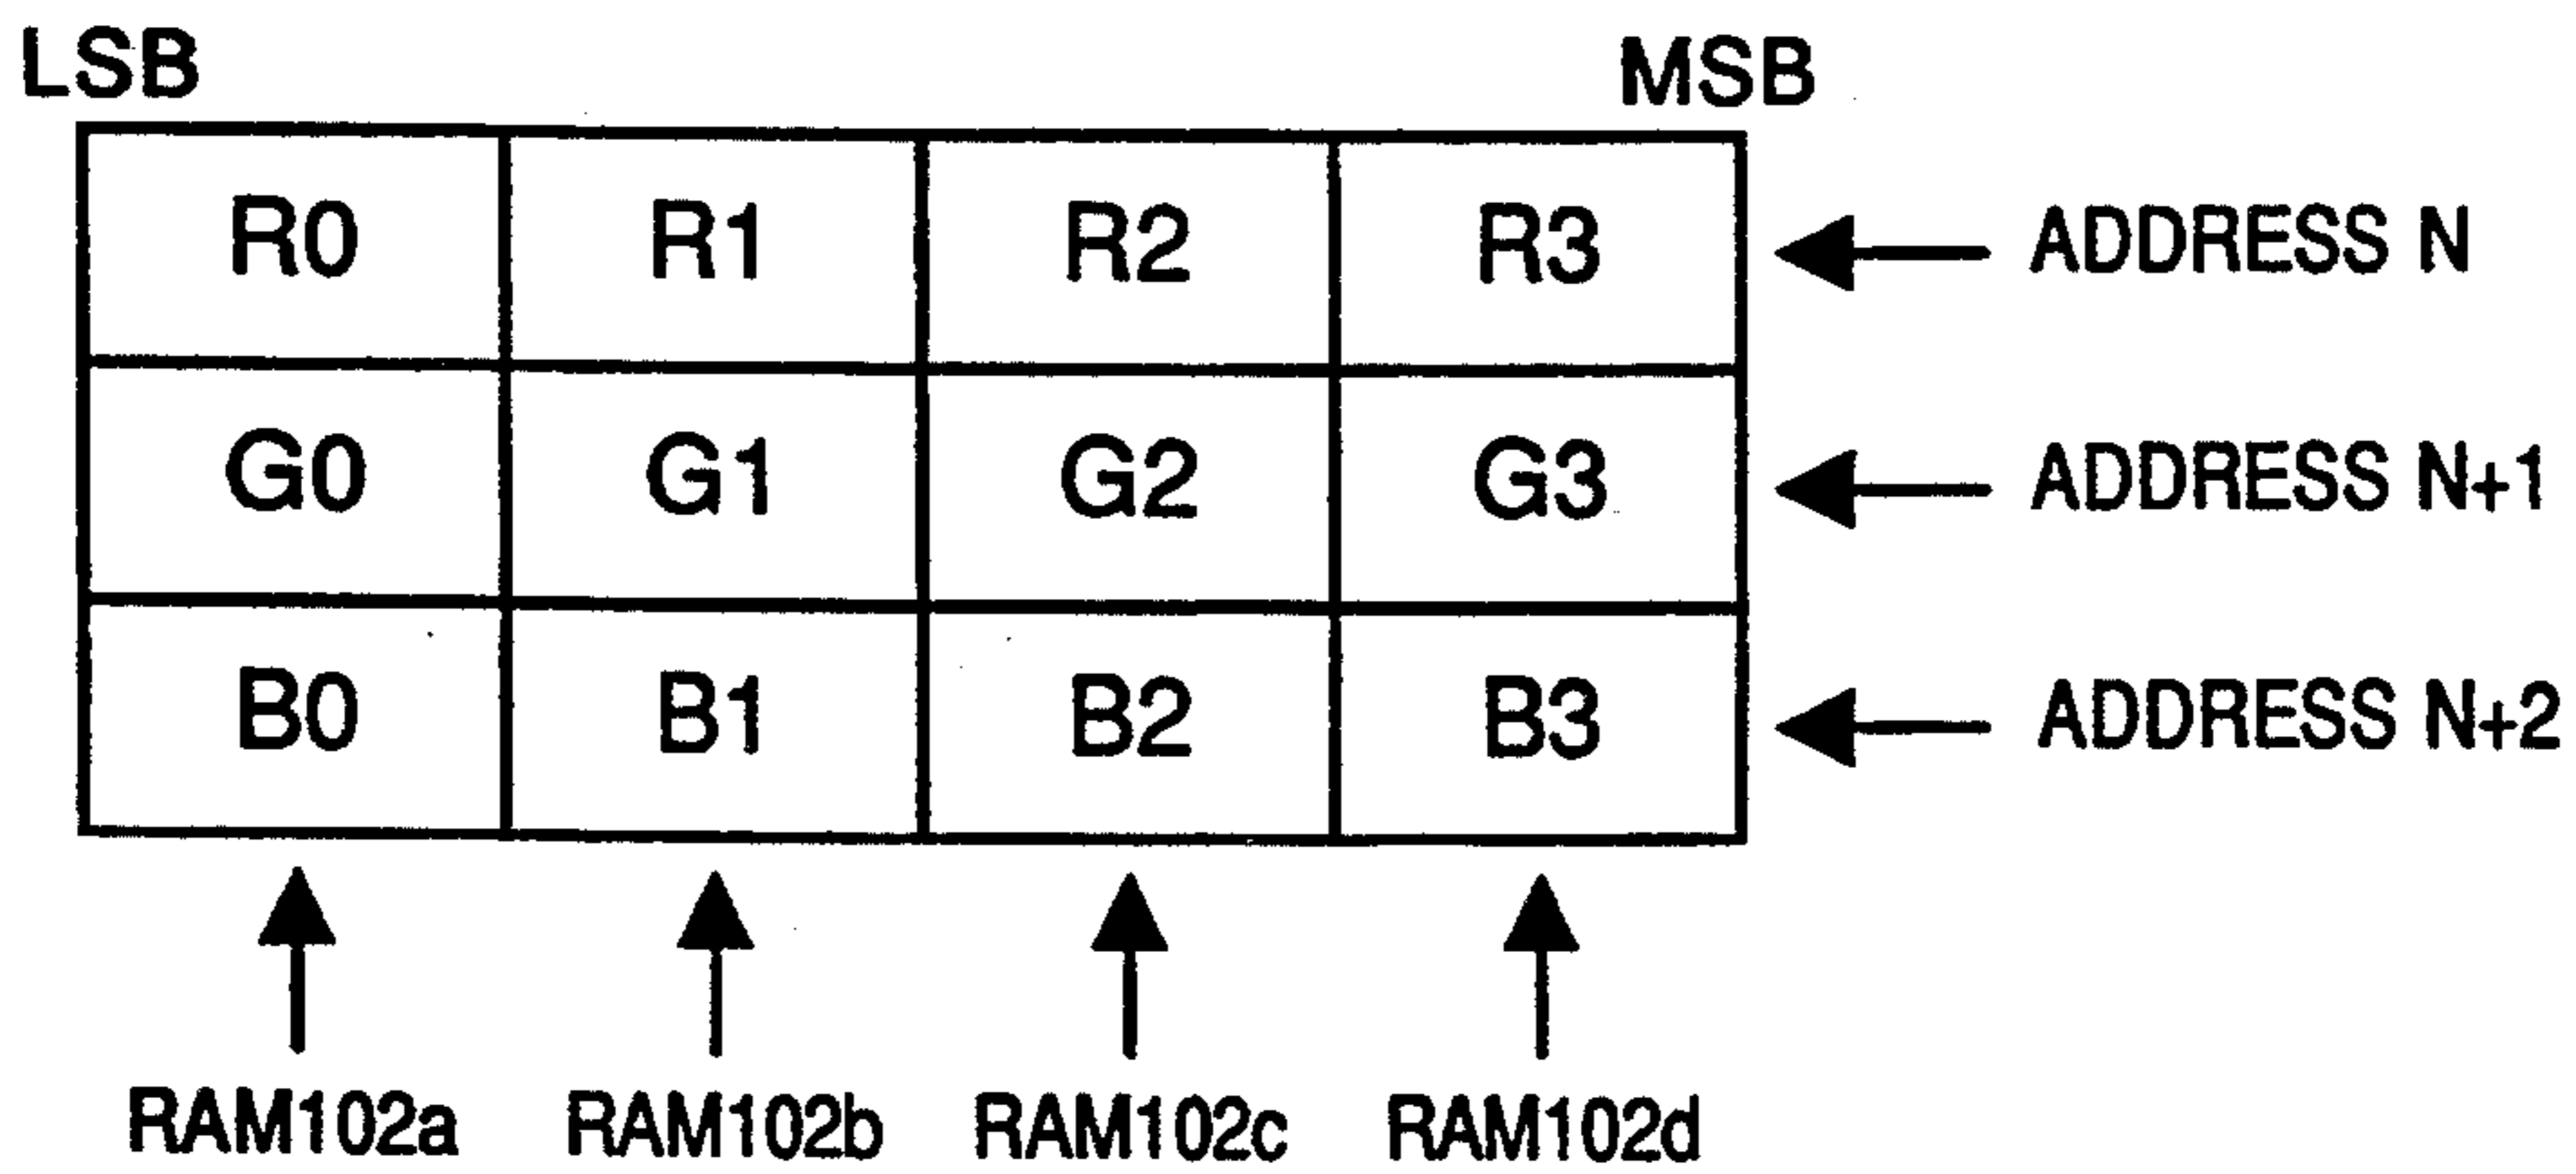 LSB MSB
R0 R1 R2 R3 ADDRESS N
G0 G1 G2 G3 ADDRESS N+1
B0 B1 B2 B3 ADDRESS N+2
RAM102a RAM102b RAM102c RAM102d